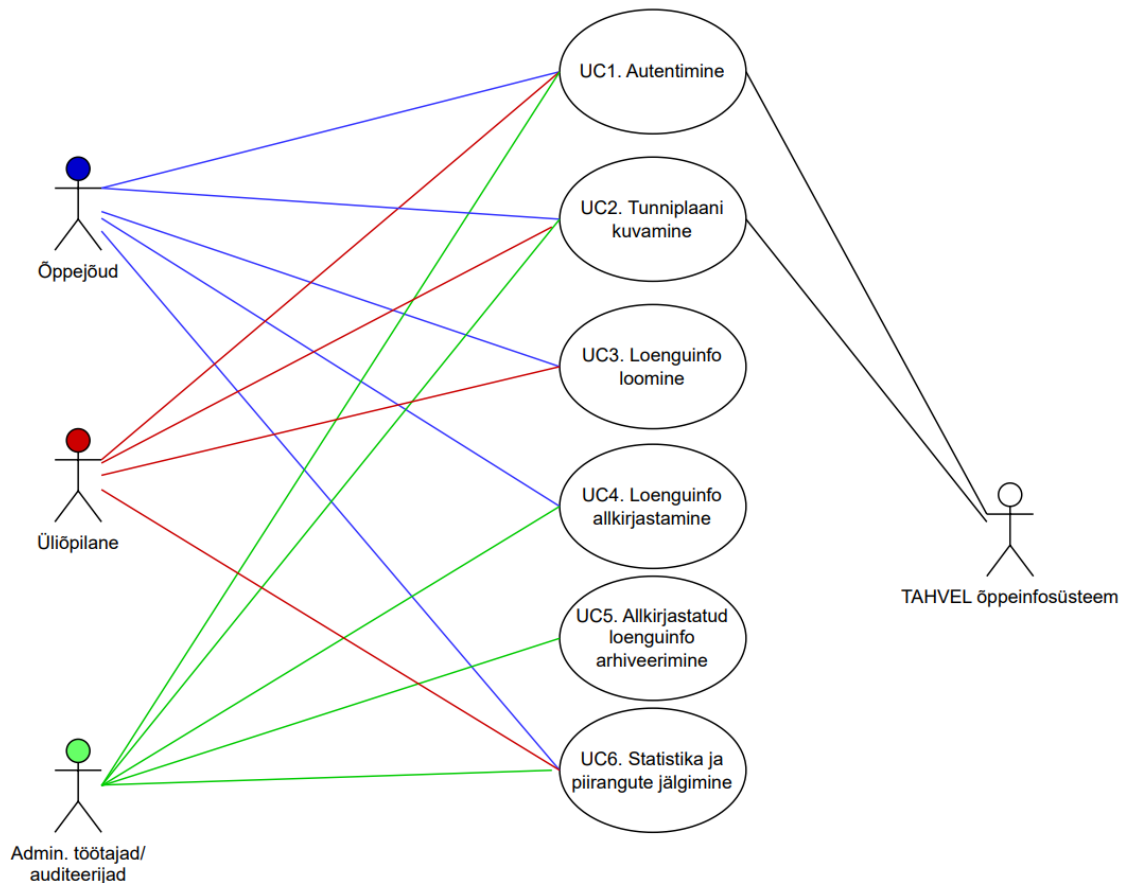 UC1. Autentimine
UC2. Tunniplaani
kuvamine
Õppejõud
UC3. Loenguinfo
loomine
UC4. Loenguinfo
allkirjastamine
Üliõpilane
TAHVEL õppeinfosüsteem
UC5. Allkirjastatud
loenguinfo
arhiveerimine
UC6. Statistika ja
piirangute jälgimine
Admin. töötajad/
auditeerijad